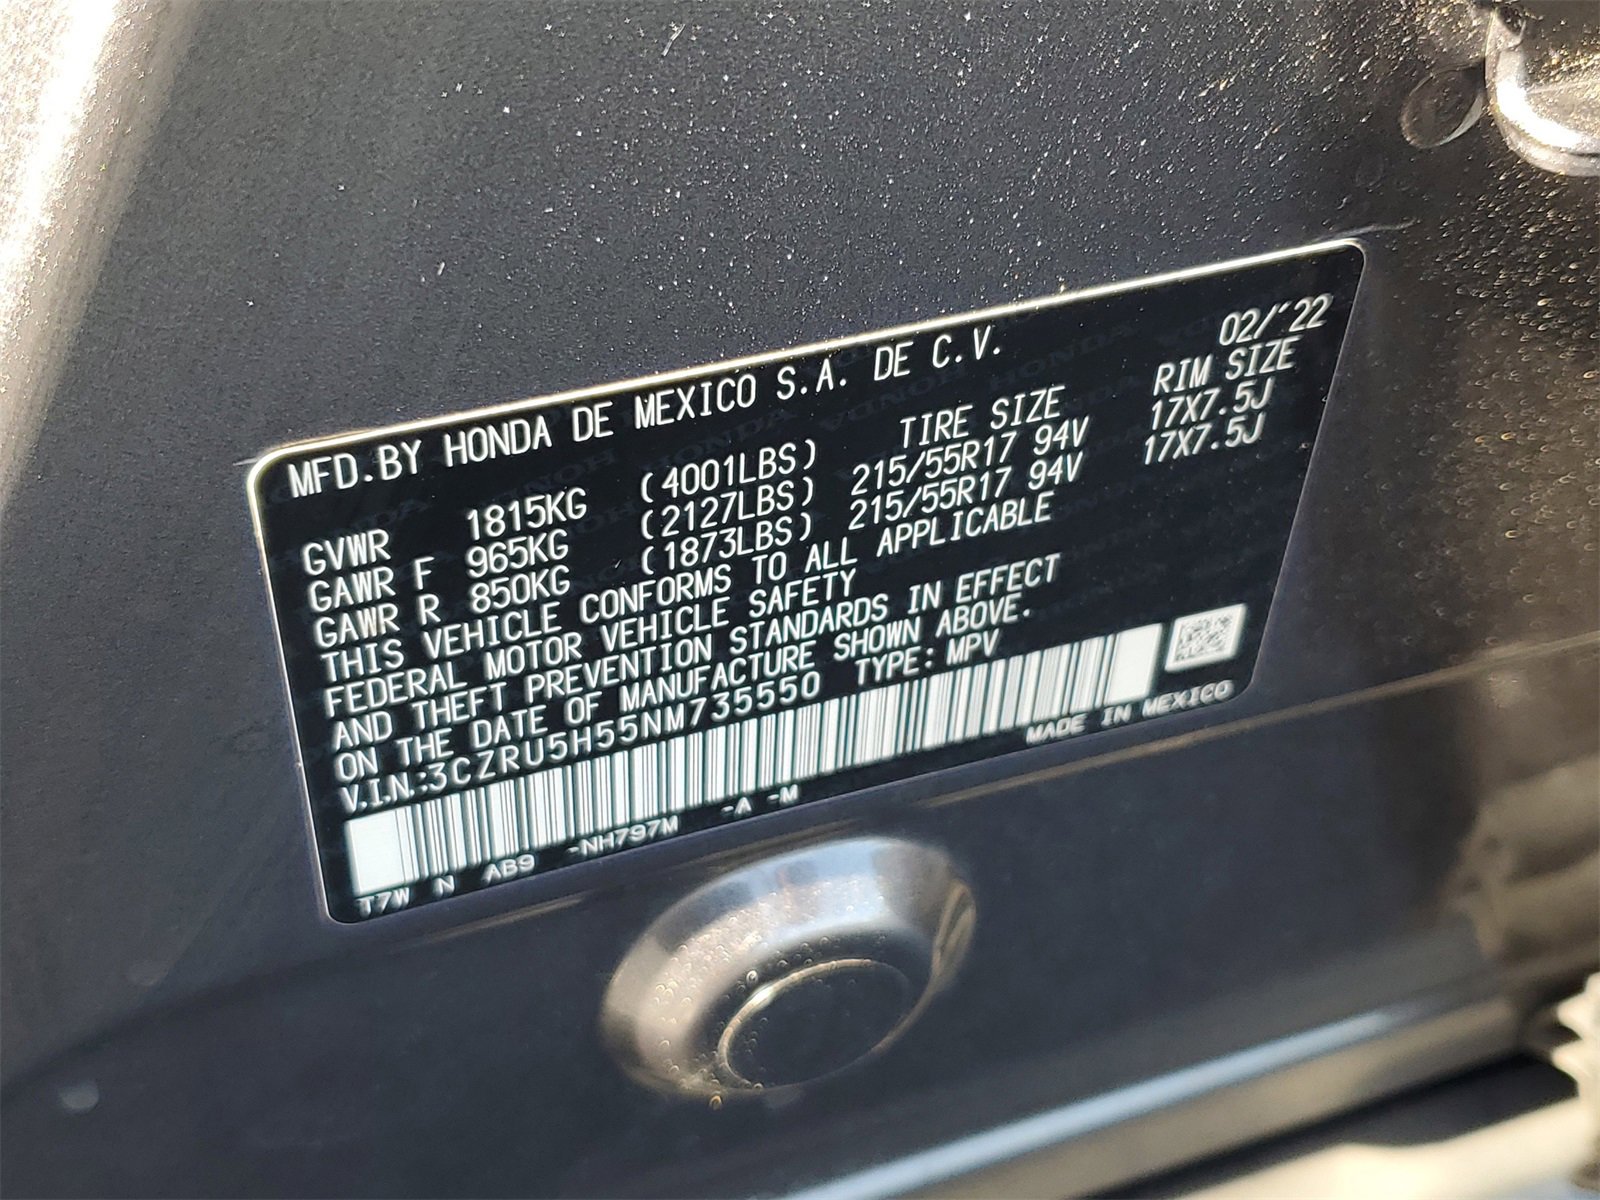 MFD.BY HONDA DE MEXICO S.A. DE C.V. 02/'22
TIRE SIZE RIM SIZE
GVWR 1815KG (4001LBS)
GAWR F 965KG (2127LBS) 215/55R17 94V 17X7.5J
GAWR R 850KG (1873LBS) 215/55R17 94V 17X7.5J
THIS VEHICLE CONFORMS TO ALL APPLICABLE
FEDERAL MOTOR VEHICLE SAFETY
AND THEFT PREVENTION STANDARDS IN EFFECT
ON THE DATE OF MANUFACTURE SHOWN ABOVE.
V.I.N.:3CZRU5H55NM735550 TYPE: MPV
MADE IN MEXICO
T7W N AB9 -NH797M -A -M